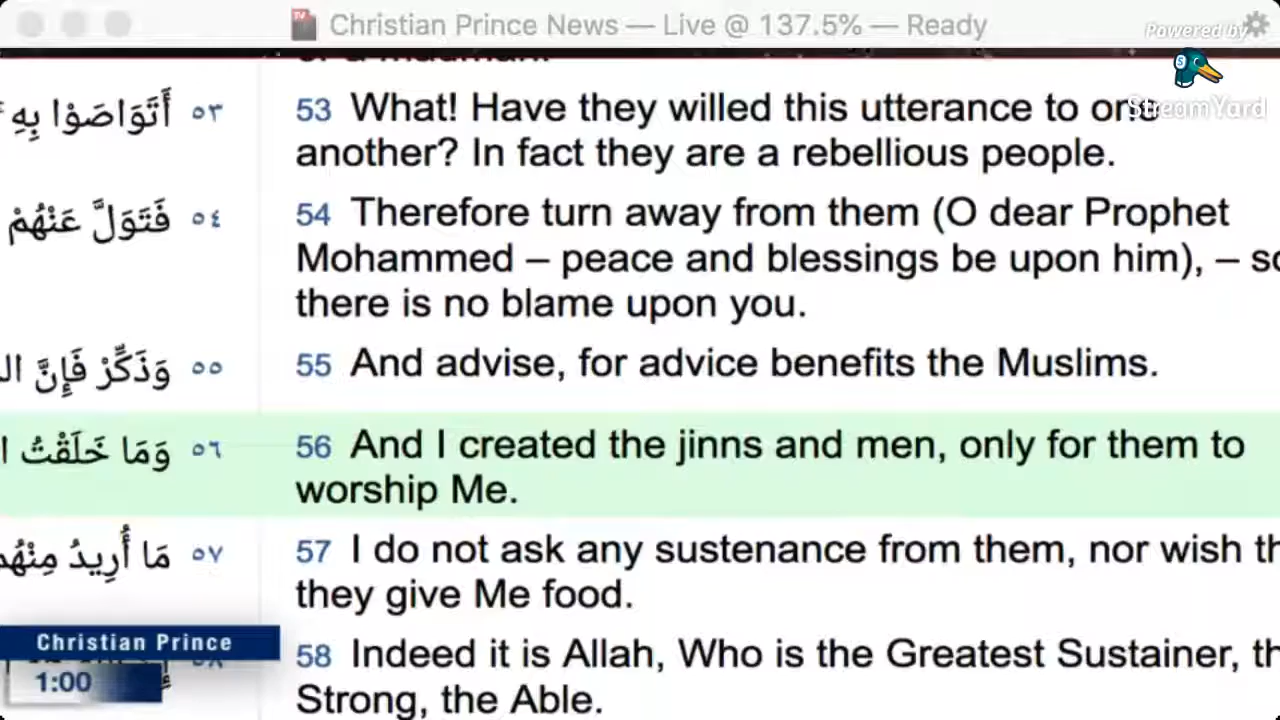 Christian Prince News — Live @ 137.5% — Ready
Powered by
StreamYard
أَتَوَاصَوْا بِهِ ٥٣
53 What! Have they willed this utterance to one
another? In fact they are a rebellious people.
فَتَوَلَّ عَنْهُمْ ٥٤
54 Therefore turn away from them (O dear Prophet
Mohammed – peace and blessings be upon him), – so
there is no blame upon you.
وَذَكِّرْ فَإِنَّ ٥٥
55 And advise, for advice benefits the Muslims.
وَمَا خَلَقْتُ ٥٦
56 And I created the jinns and men, only for them to
worship Me.
مَا أُرِيدُ ٥٧
57 I do not ask any sustenance from them, nor wish
they give Me food.
58 Indeed it is Allah, Who is the Greatest Sustainer,
Strong, the Able.
Christian Prince
1:00